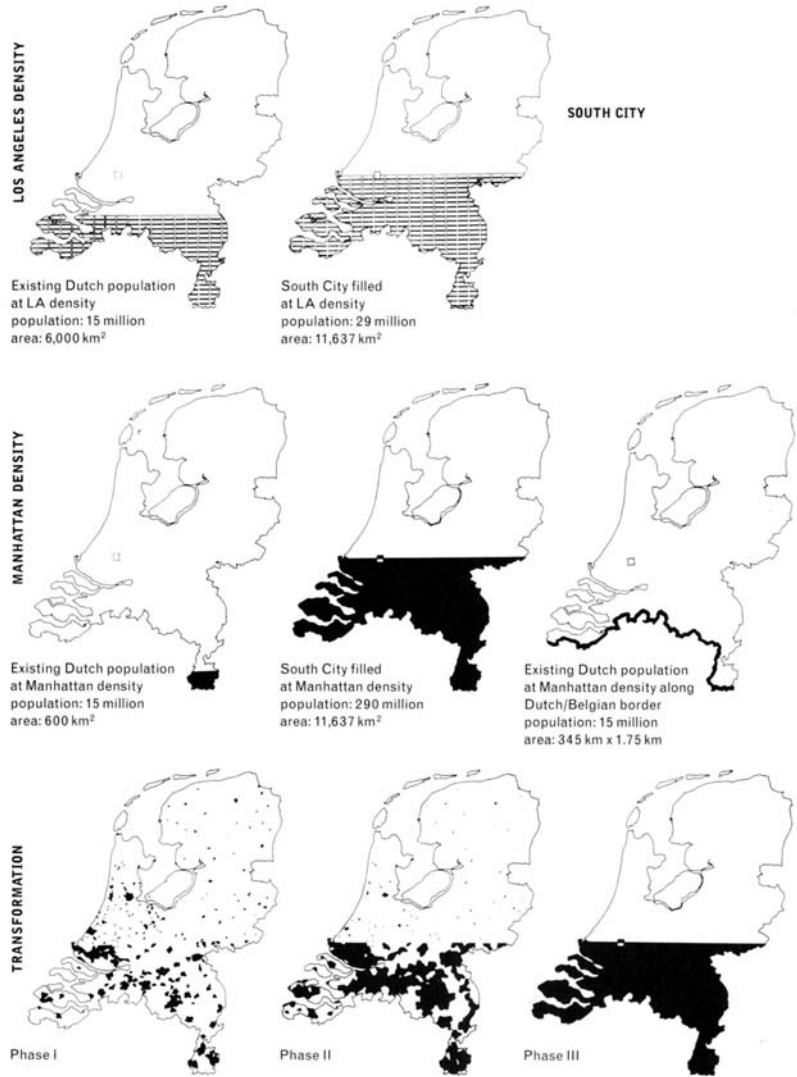 LOS ANGELES DENSITY
SOUTH CITY
Existing Dutch population
at LA density
population: 15 million
area: 6,000 km²
South City filled
at LA density
population: 29 million
area: 11,637 km²
MANHATTAN DENSITY
Existing Dutch population
at Manhattan density
population: 15 million
area: 600 km²
South City filled
at Manhattan density
population: 290 million
area: 11,637 km²
Existing Dutch population
at Manhattan density along
Dutch/Belgian border
population: 15 million
area: 345 km x 1.75 km
TRANSFORMATION
Phase I
Phase II
Phase III